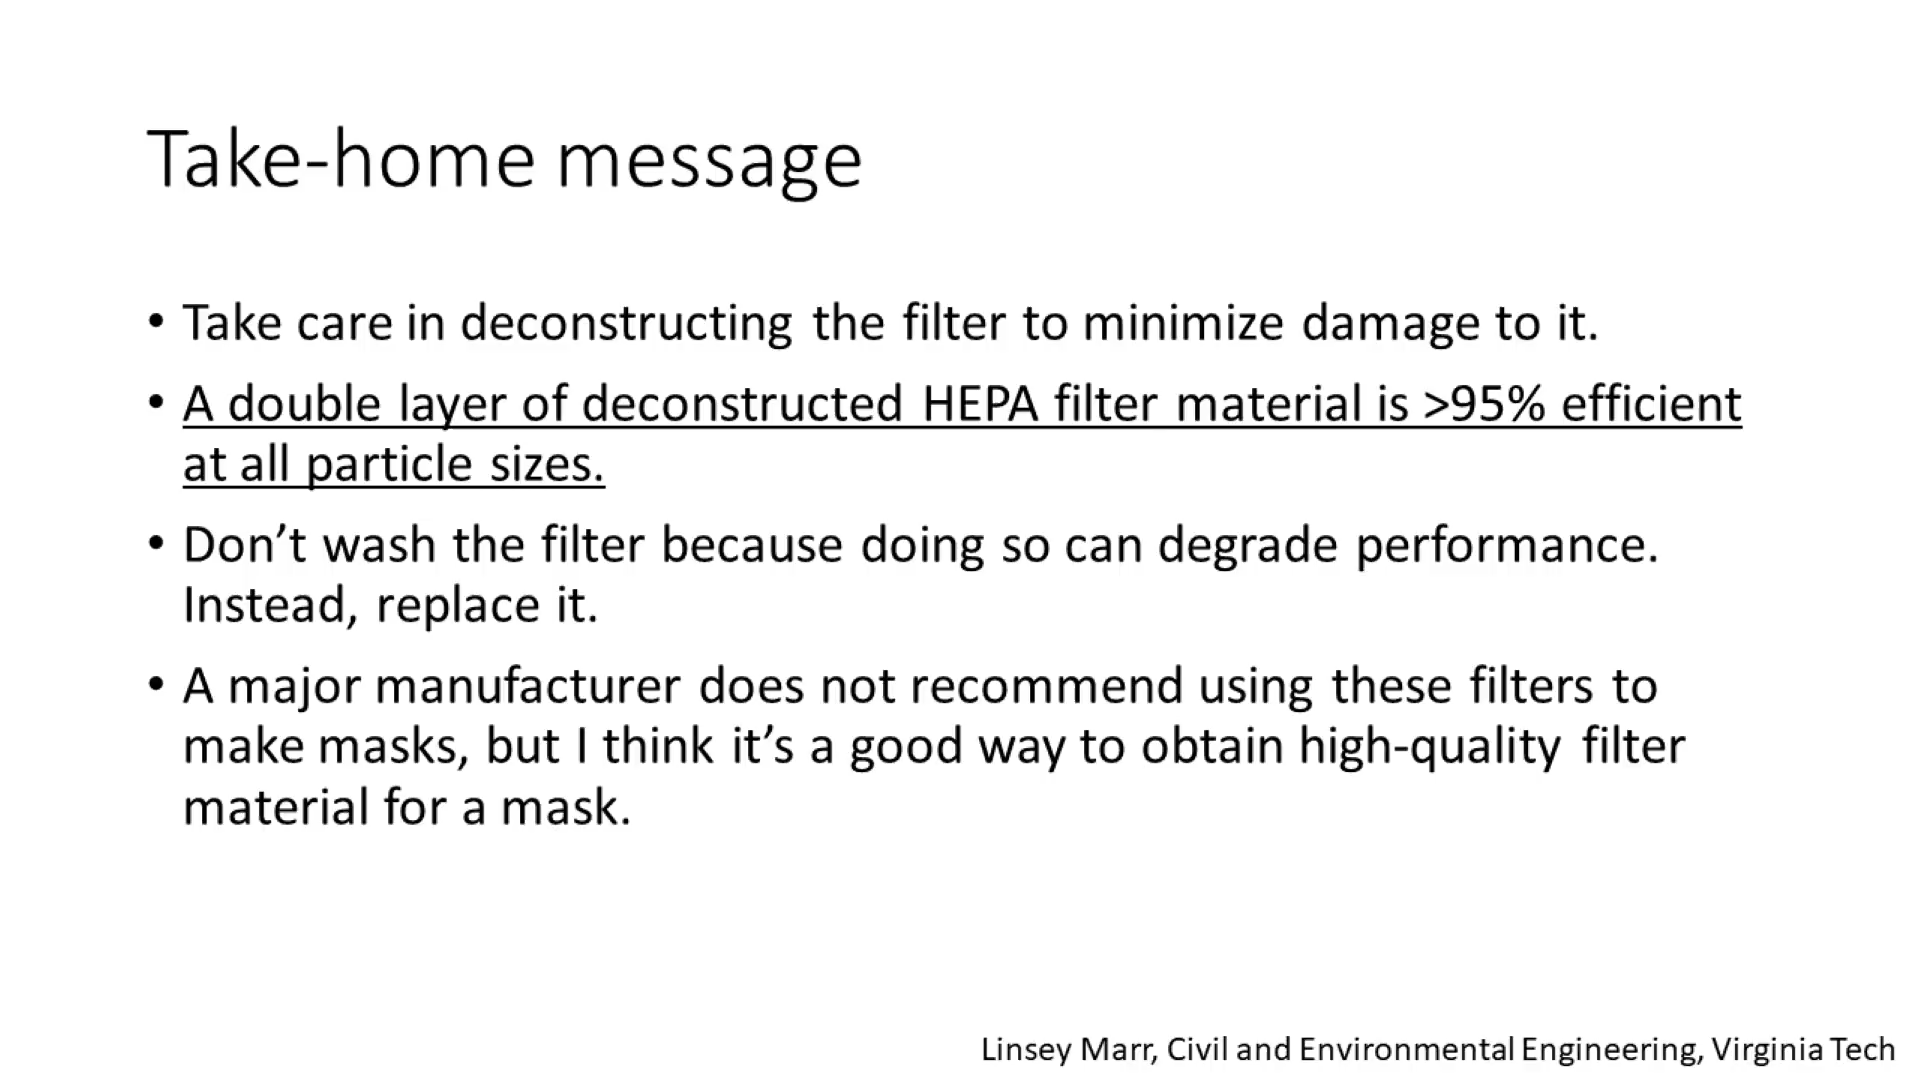 Take-home message
• Take care in deconstructing the filter to minimize damage to it.
• A double layer of deconstructed HEPA filter material is >95% efficient
at all particle sizes.
• Don’t wash the filter because doing so can degrade performance.
Instead, replace it.
• A major manufacturer does not recommend using these filters to
make masks, but I think it’s a good way to obtain high-quality filter
material for a mask.
Linsey Marr, Civil and Environmental Engineering, Virginia Tech